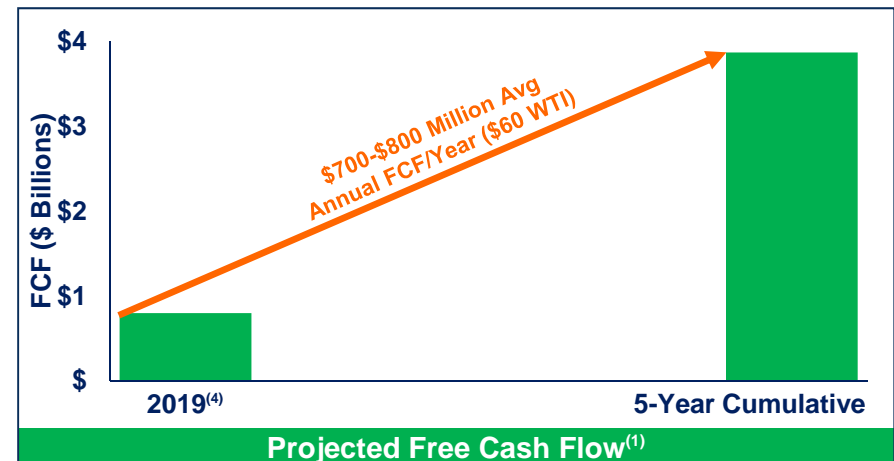 $4
$3
$2
$1
$
FCF ($ Billions)
$700-$800 Million Avg
Annual FCF/Year ($60 WTI)
2019(4)
5-Year Cumulative
Projected Free Cash Flow(1)